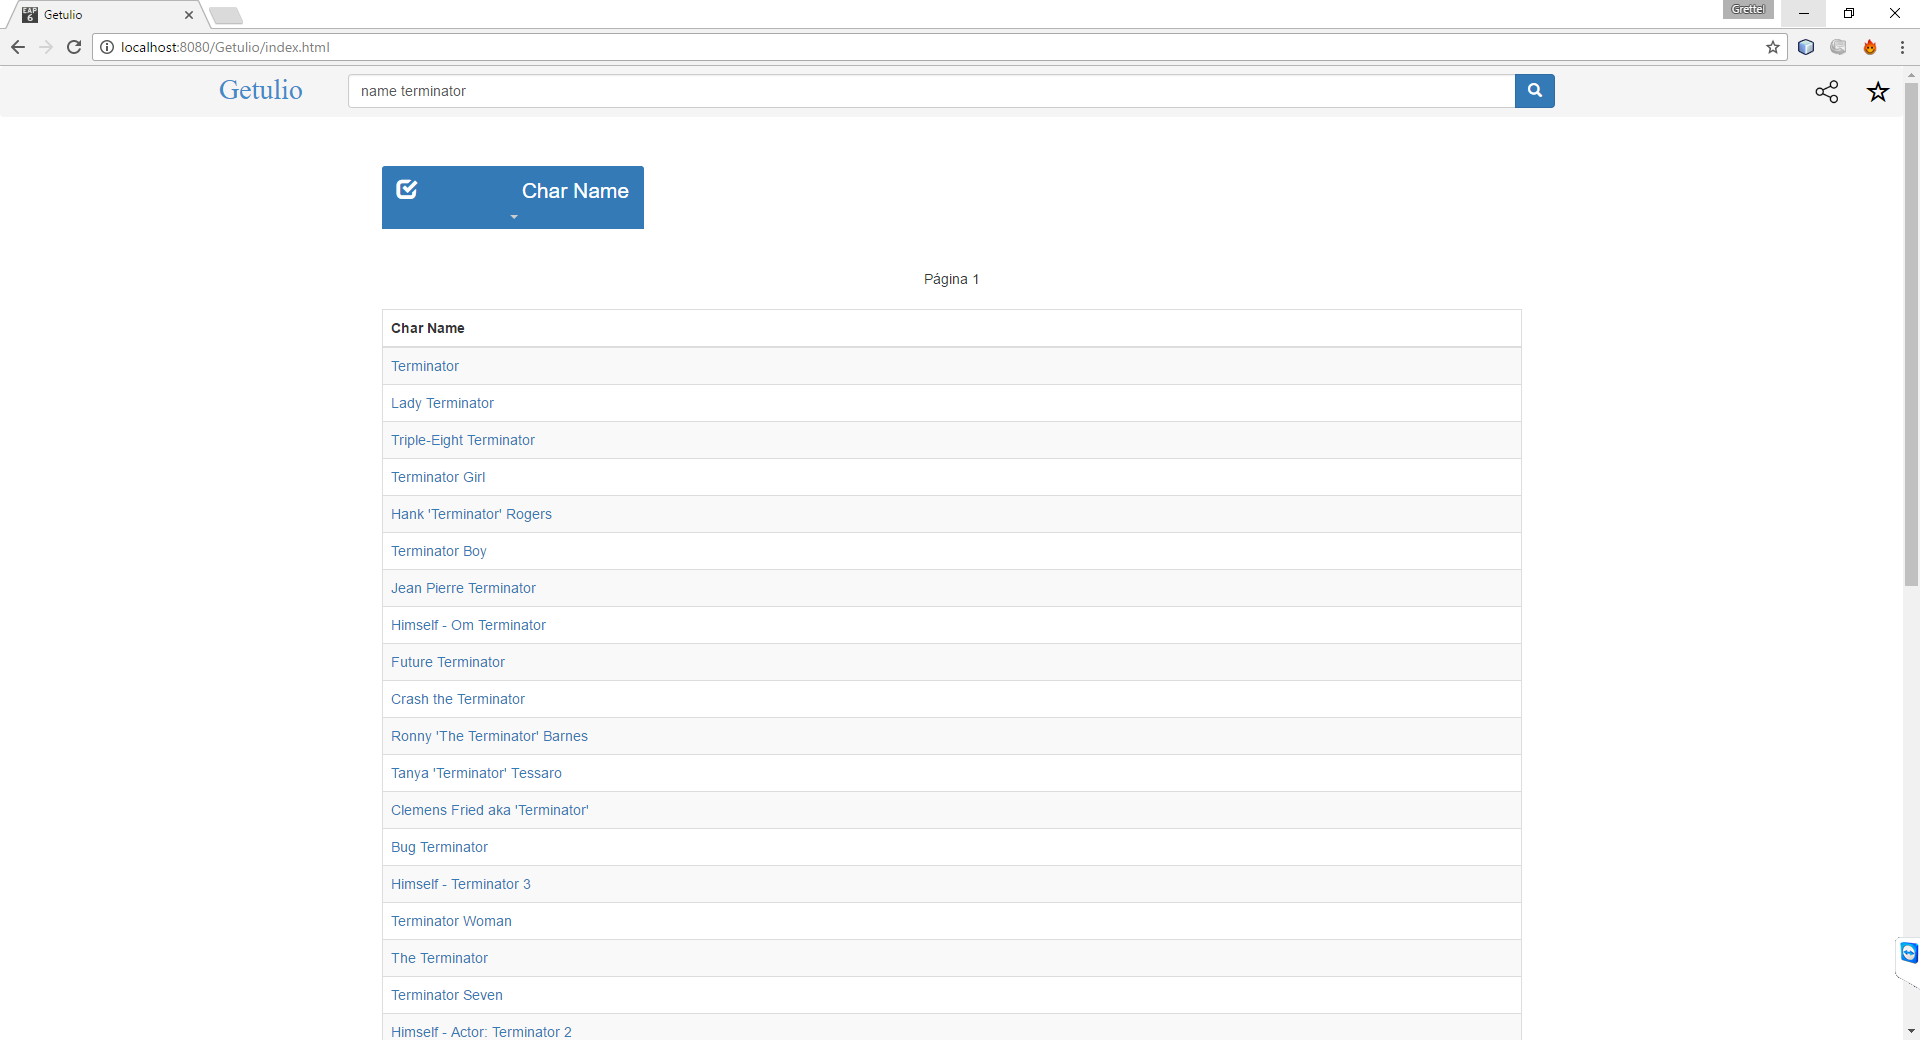 EAP
6
Getulio
Grettel
localhost:8080/Getulio/index.html
Getulio
name terminator
Char Name
Página 1
Char Name
Terminator
Lady Terminator
Triple-Eight Terminator
Terminator Girl
Hank 'Terminator' Rogers
Terminator Boy
Jean Pierre Terminator
Himself - Om Terminator
Future Terminator
Crash the Terminator
Ronny 'The Terminator' Barnes
Tanya 'Terminator' Tessaro
Clemens Fried aka 'Terminator'
Bug Terminator
Himself - Terminator 3
Terminator Woman
The Terminator
Terminator Seven
Himself - Actor: Terminator 2